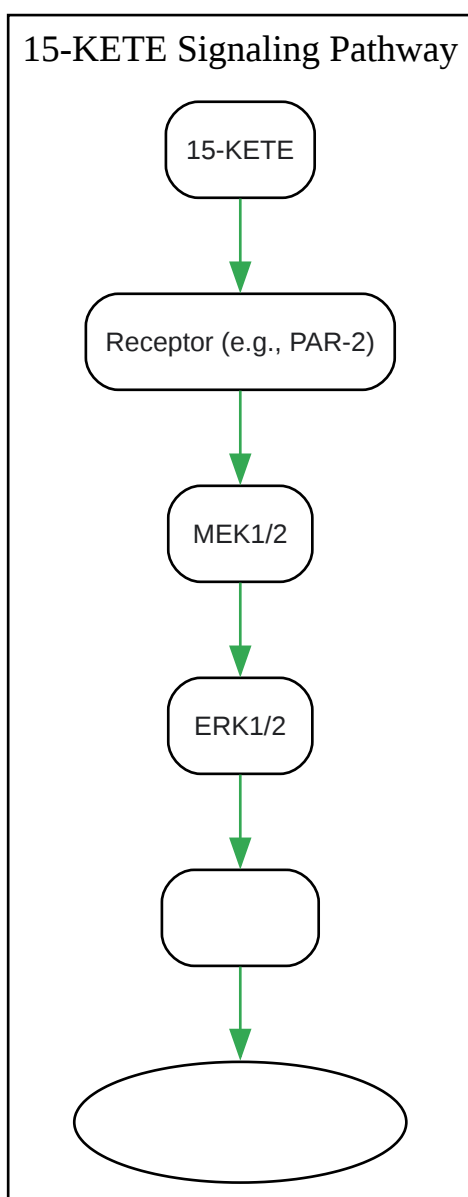 15-KETE Signaling Pathway
15-KETE
Receptor (e.g., PAR-2)
MEK1/2
ERK1/2